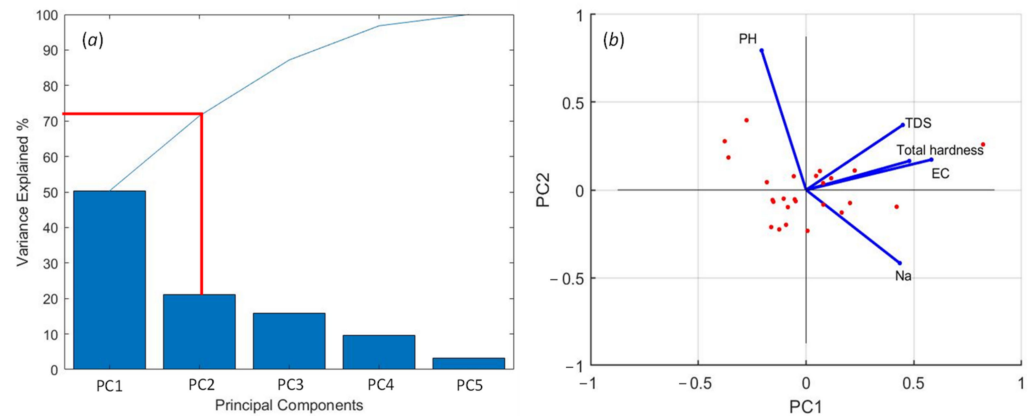 (a)
Variance Explained %
100
90
80
70
60
50
40
30
20
10
0
PC1 PC2 PC3 PC4 PC5
Principal Components
(b)
PC2
1
0.5
0
−0.5
−1
PH
TDS
Total hardness
EC
Na
−1 −0.5 0 0.5 1
PC1